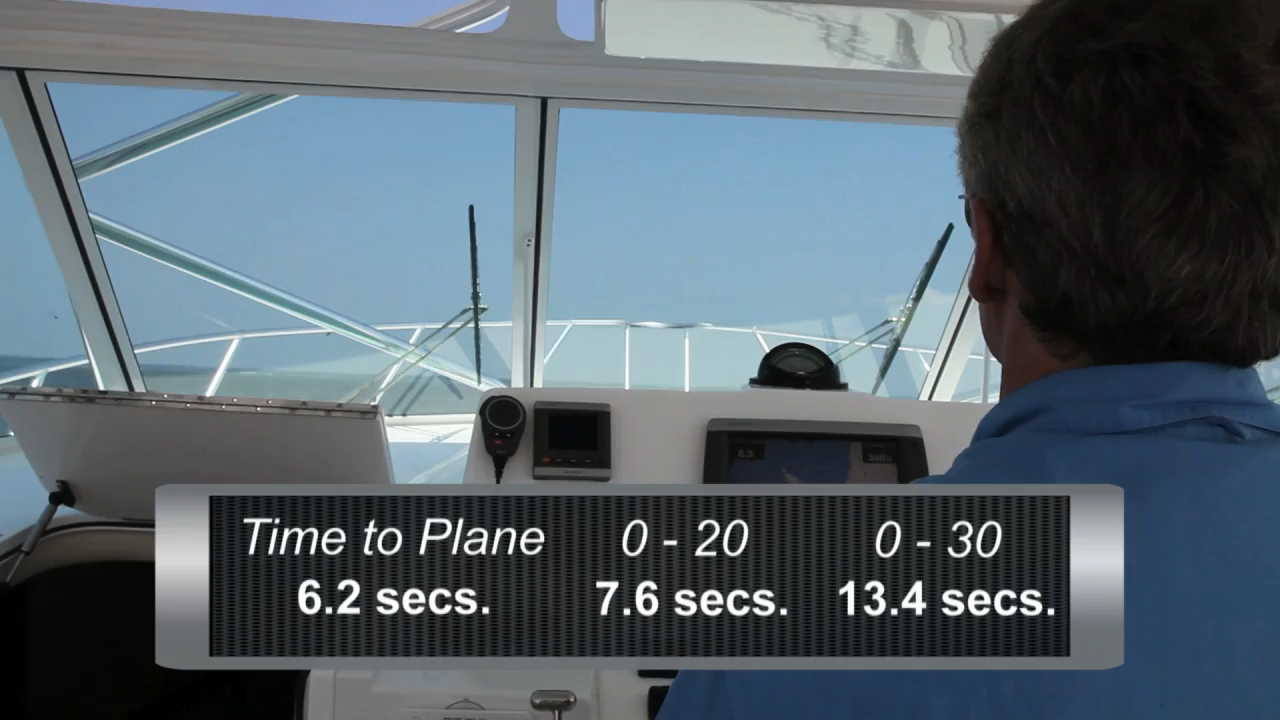 Time to Plane 0 - 20 0 - 30
6.2 secs. 7.6 secs. 13.4 secs.